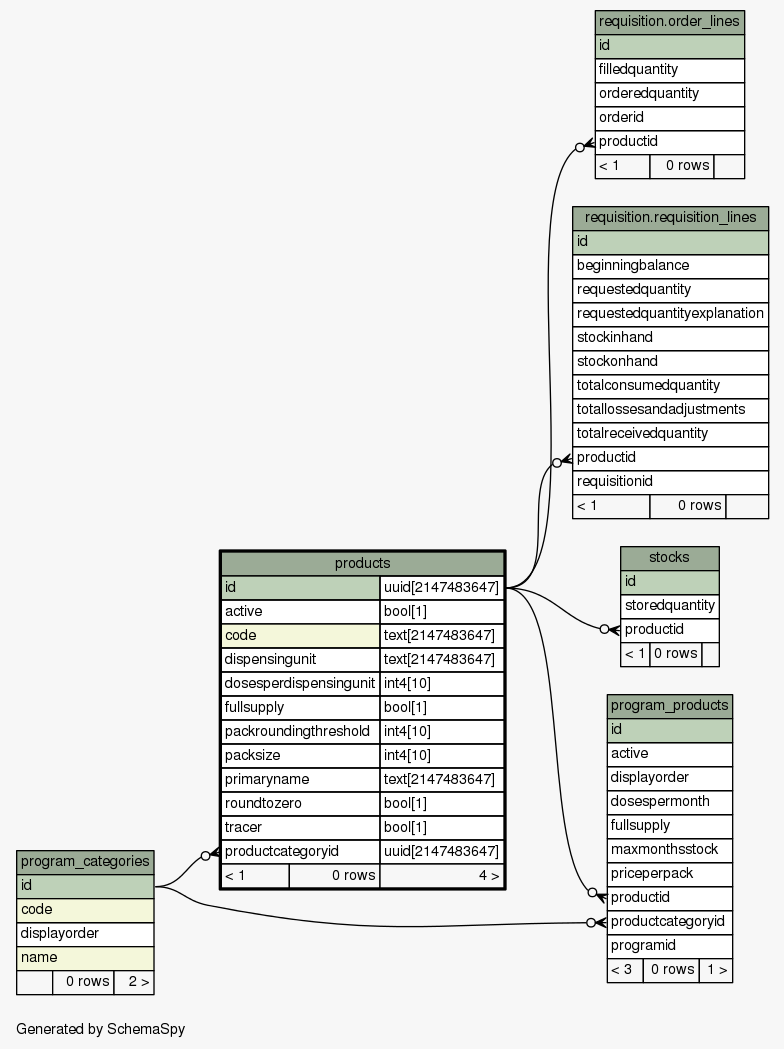 requisition.order_lines
id
filledquantity
orderedquantity
orderid
productid
< 1 0 rows
requisition.requisition_lines
id
beginningbalance
requestedquantity
requestedquantityexplanation
stockinhand
stockonhand
totalconsumedquantity
totallossesandadjustments
totalreceivedquantity
productid
requisitionid
< 1 0 rows
products
id uuid[2147483647]
active bool[1]
code text[2147483647]
dispensingunit text[2147483647]
dosesperdispensingunit int4[10]
fullsupply bool[1]
packroundingthreshold int4[10]
packsize int4[10]
primaryname text[2147483647]
roundtozero bool[1]
tracer bool[1]
productcategoryid uuid[2147483647]
< 1 0 rows 4 >
stocks
id
storedquantity
productid
< 1 0 rows
program_products
id
active
displayorder
dosespermonth
fullsupply
maxmonthsstock
priceperpack
productid
productcategoryid
programid
< 3 0 rows 1 >
program_categories
id
code
displayorder
name
0 rows 2 >
Generated by SchemaSpy